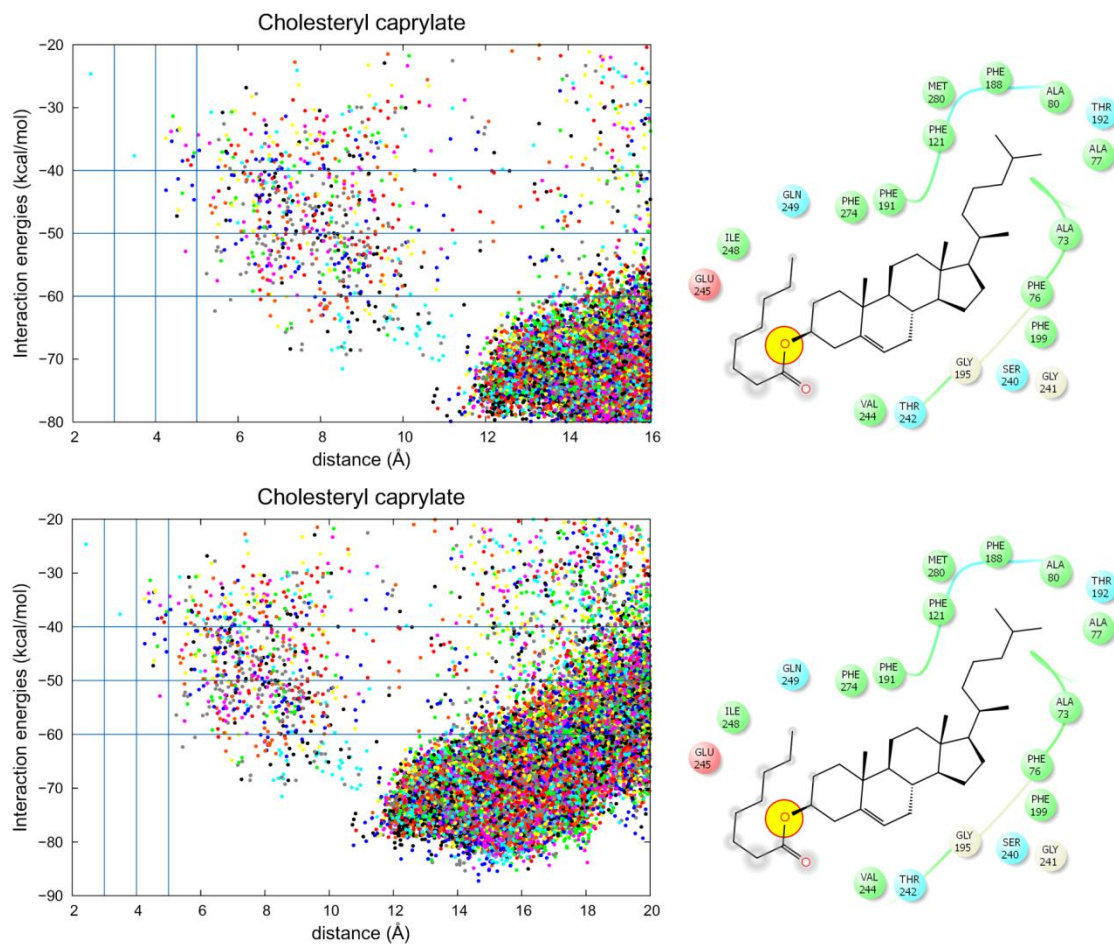 Cholesteryl caprylate
Interaction energies (kcal/mol)
−20
−30
−40
−50
−60
−70
−80
2 4 6 8 10 12 14 16
distance (Å)
PHE 188
MET 280
ALA 80
THR 192
PHE 121
ALA 77
GLN 249
PHE 274
PHE 191
ILE 248
ALA 73
GLU 245
PHE 76
PHE 199
GLY 195
SER 240
GLY 241
VAL 244
THR 242
O
O
Cholesteryl caprylate
Interaction energies (kcal/mol)
−20
−30
−40
−50
−60
−70
−80
−90
2 4 6 8 10 12 14 16 18 20
distance (Å)
PHE 188
MET 280
ALA 80
THR 192
PHE 121
ALA 77
GLN 249
PHE 274
PHE 191
ILE 248
ALA 73
GLU 245
PHE 76
PHE 199
GLY 195
SER 240
GLY 241
VAL 244
THR 242
O
O